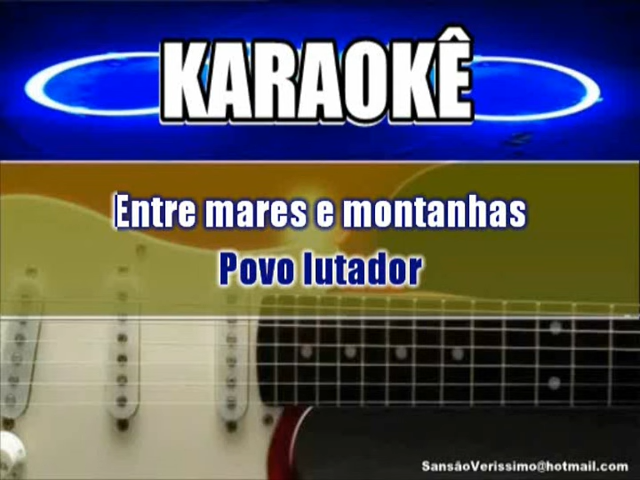 KARAOKÊ
Entre mares e montanhas
Povo lutador
SansãoVerissimo@hotmail.com